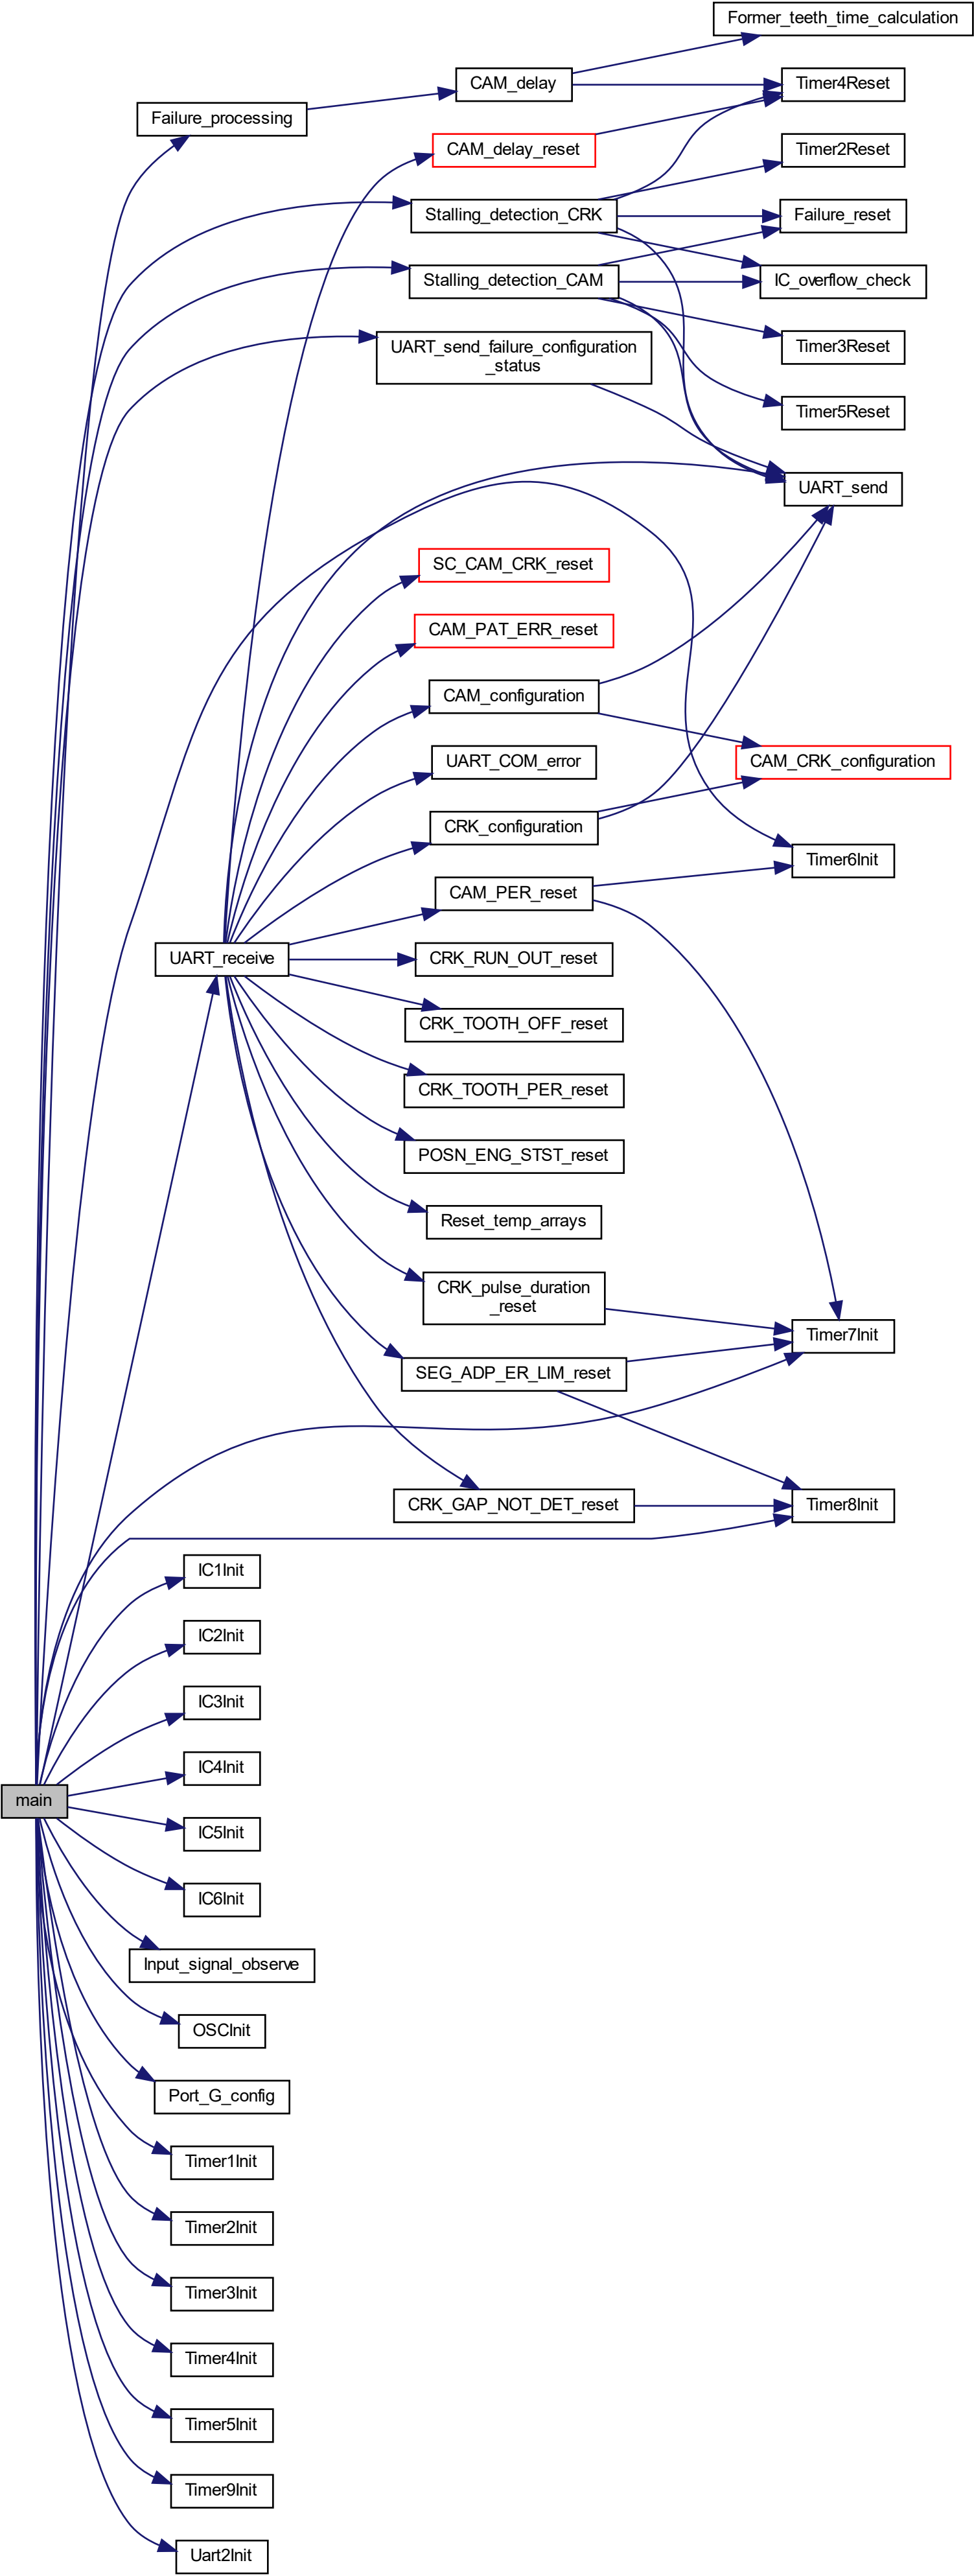 Former_teeth_time_calculation
CAM_delay
Timer4Reset
Failure_processing
CAM_delay_reset
Timer2Reset
Stalling_detection_CRK
Failure_reset
Stalling_detection_CAM
IC_overflow_check
UART_send_failure_configuration
_status
Timer3Reset
Timer5Reset
UART_send
SC_CAM_CRK_reset
CAM_PAT_ERR_reset
CAM_configuration
UART_COM_error
CAM_CRK_configuration
CRK_configuration
Timer6Init
CAM_PER_reset
UART_receive
CRK_RUN_OUT_reset
CRK_TOOTH_OFF_reset
CRK_TOOTH_PER_reset
POSN_ENG_STST_reset
Reset_temp_arrays
CRK_pulse_duration
_reset
Timer7Init
SEG_ADP_ER_LIM_reset
CRK_GAP_NOT_DET_reset
Timer8Init
IC1Init
IC2Init
IC3Init
IC4Init
main
IC5Init
IC6Init
Input_signal_observe
OSCInit
Port_G_config
Timer1Init
Timer2Init
Timer3Init
Timer4Init
Timer5Init
Timer9Init
Uart2Init